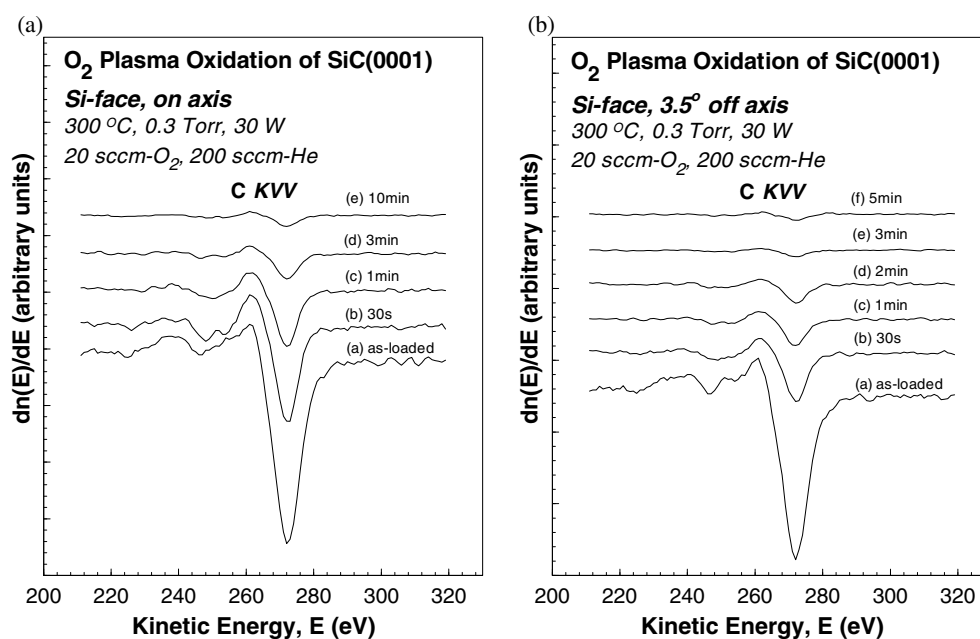 (a)
O2 Plasma Oxidation of SiC(0001)
Si-face, on axis
300 °C, 0.3 Torr, 30 W
20 sccm-O2, 200 sccm-He
C KVV
(e) 10min
(d) 3min
(c) 1min
(b) 30s
(a) as-loaded
dn(E)/dE (arbitrary units)
200 220 240 260 280 300 320
Kinetic Energy, E (eV)
(b)
O2 Plasma Oxidation of SiC(0001)
Si-face, 3.5° off axis
300 °C, 0.3 Torr, 30 W
20 sccm-O2, 200 sccm-He
C KVV
(f) 5min
(e) 3min
(d) 2min
(c) 1min
(b) 30s
(a) as-loaded
dn(E)/dE (arbitrary units)
200 220 240 260 280 300 320
Kinetic Energy, E (eV)